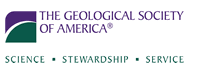 THE GEOLOGICAL SOCIETY
OF AMERICA®
SCIENCE • STEWARDSHIP • SERVICE